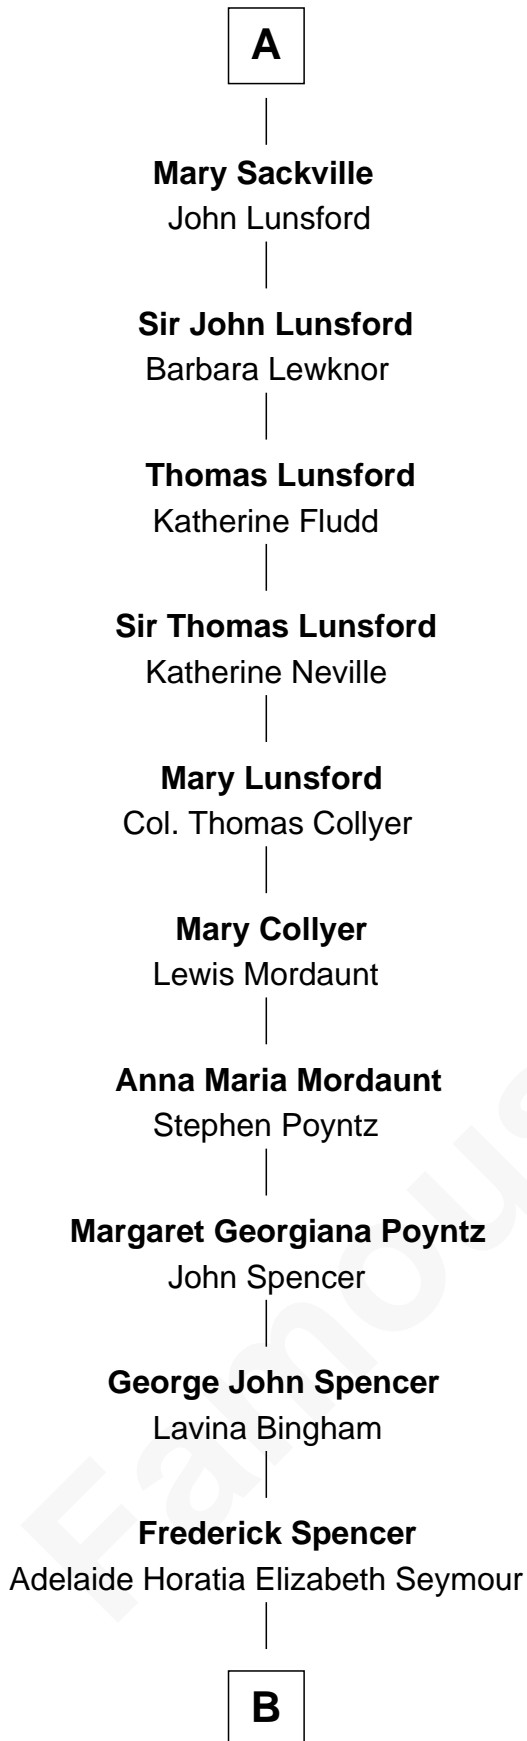 A
Mary Sackville
John Lunsford
Sir John Lunsford
Barbara Lewknor
Thomas Lunsford
Katherine Fludd
Sir Thomas Lunsford
Katherine Neville
Mary Lunsford
Col. Thomas Collyer
Mary Collyer
Lewis Mordaunt
Anna Maria Mordaunt
Stephen Poyntz
Margaret Georgiana Poyntz
John Spencer
George John Spencer
Lavina Bingham
Frederick Spencer
Adelaide Horatia Elizabeth Seymour
B
Famous